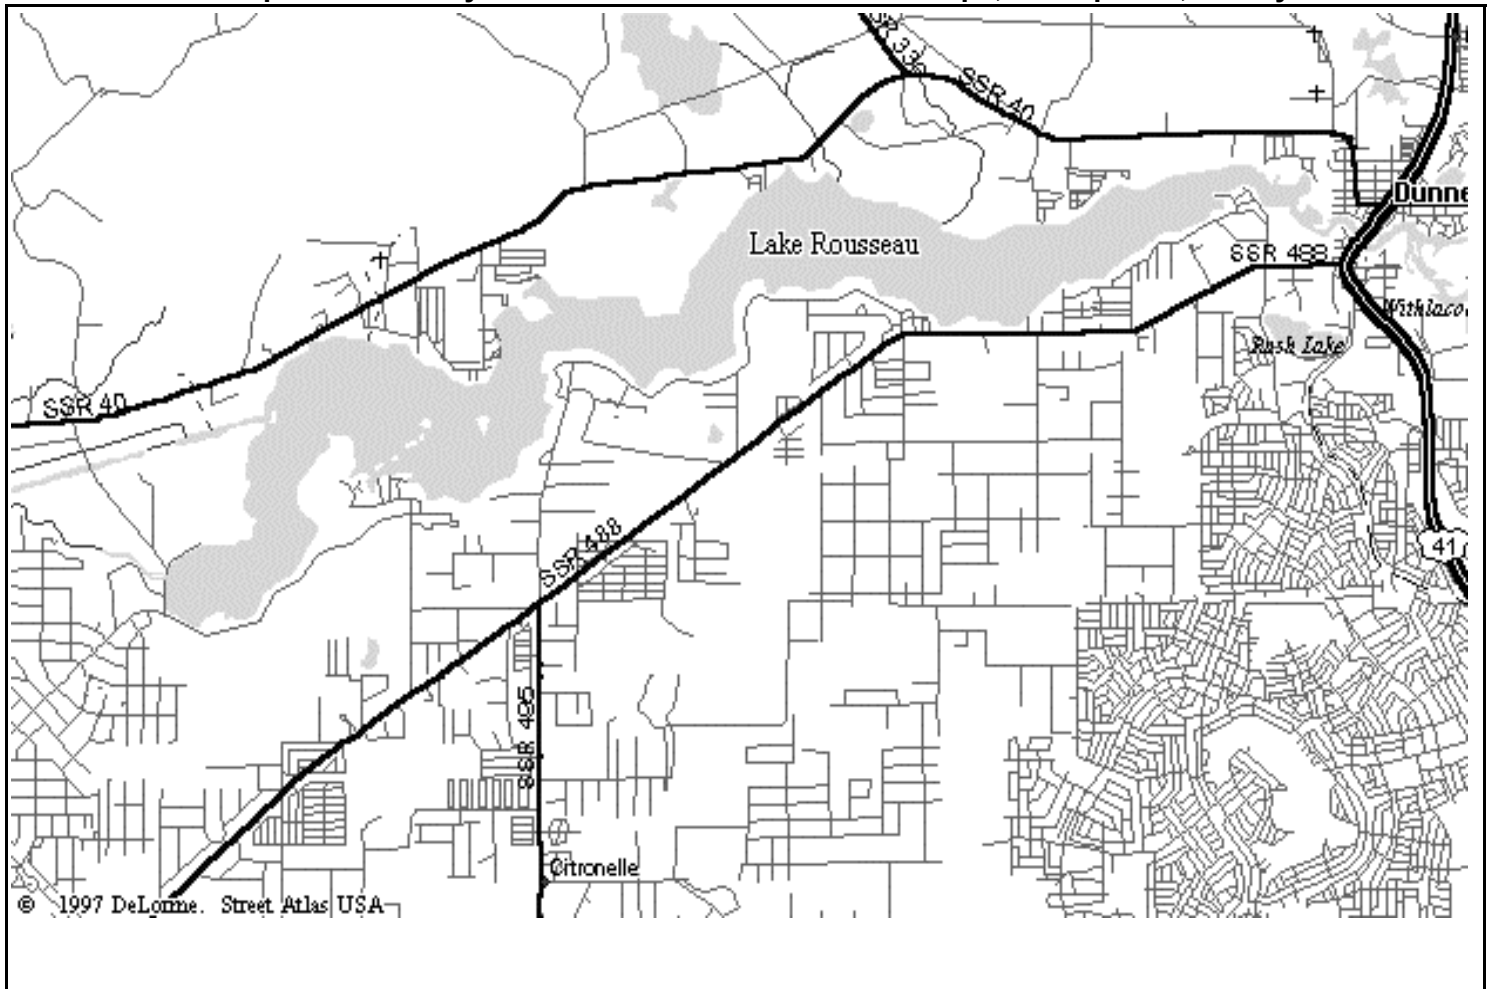 SSR 40
Dunne
Lake Rousseau
SSR 488
Withlaco
Rush Lake
SSR 40
41
SSR 488
SSR 495
Citronelle
© 1997 DeLorme. Street Atlas USA